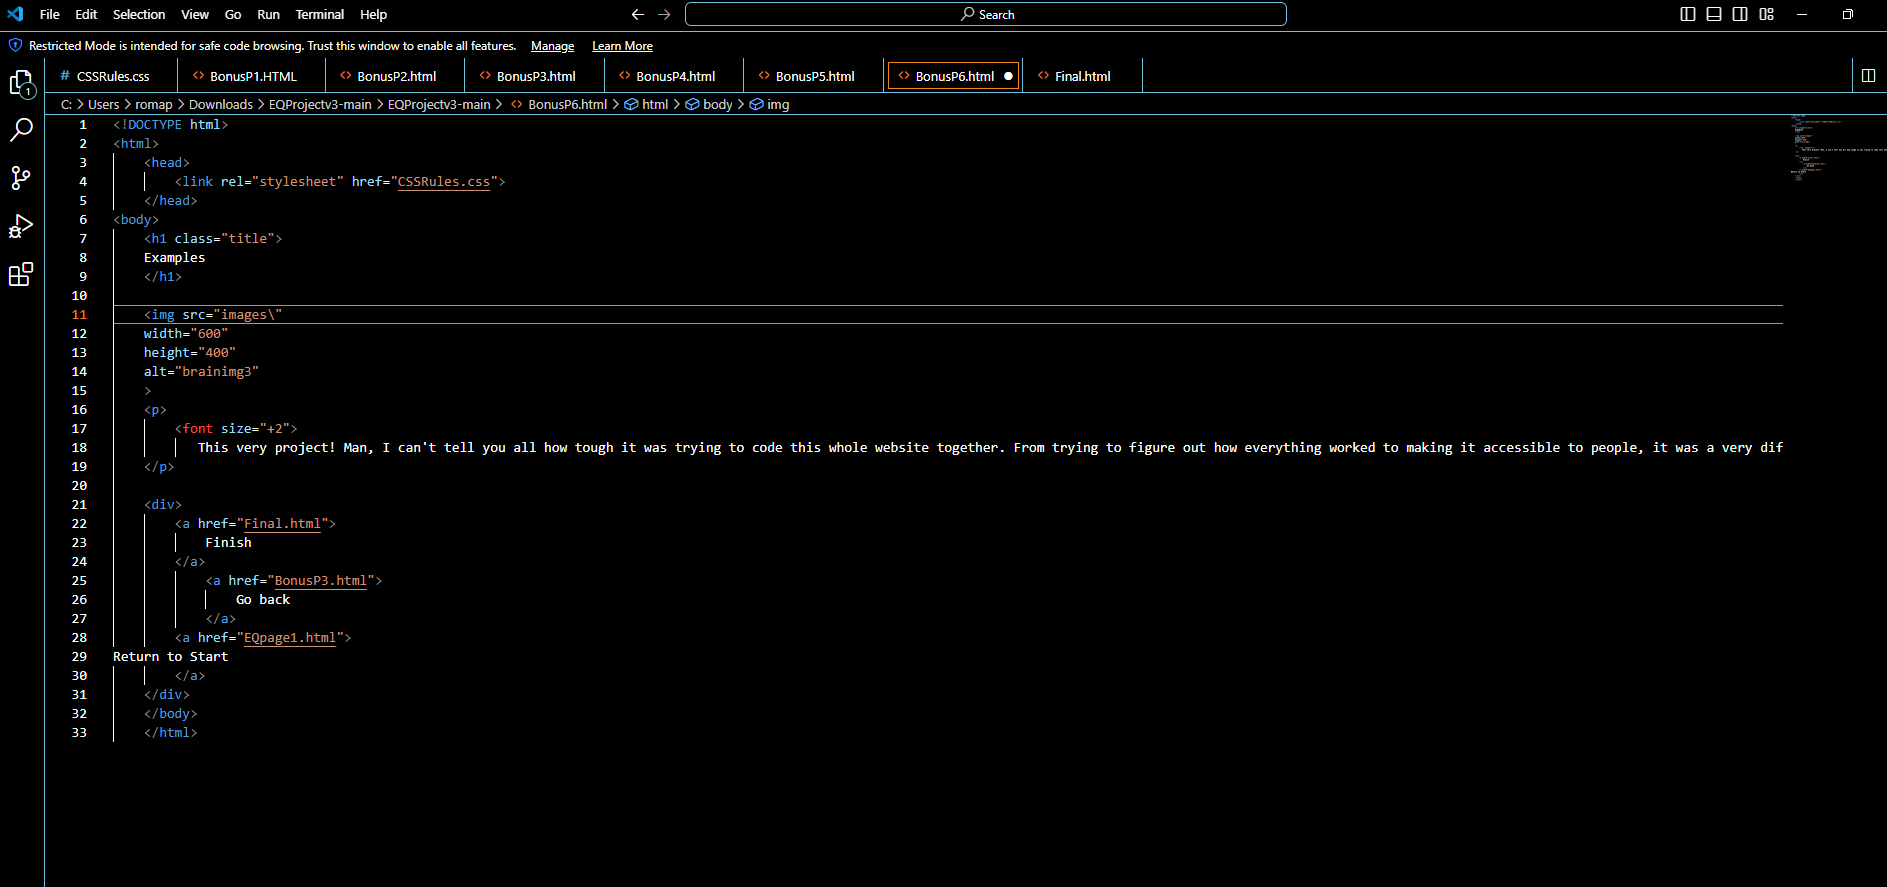 File Edit Selection View Go Run Terminal Help Search
Restricted Mode is intended for safe code browsing. Trust this window to enable all features. Manage Learn More
# CSSRules.css <> BonusP1.HTML <> BonusP2.html <> BonusP3.html <> BonusP4.html <> BonusP5.html <> BonusP6.html <> Final.html
1
C: > Users > romap > Downloads > EQProjectv3-main > EQProjectv3-main > <> BonusP6.html > html > body > img
1 <!DOCTYPE html>
2 <html>
3 <head>
4 <link rel="stylesheet" href="CSSRules.css">
5 </head>
6 <body>
7 <h1 class="title">
8 Examples
9 </h1>
10
11 <img src="images\"
12 width="600"
13 height="400"
14 alt="brainimg3"
15 >
16 <p>
17 <font size="+2">
18 This very project! Man, I can't tell you all how tough it was trying to code this whole website together. From trying to figure out how everything worked to making it accessible to people, it was a very dif
19 </p>
20
21 <div>
22 <a href="Final.html">
23 Finish
24 </a>
25 <a href="BonusP3.html">
26 Go back
27 </a>
28 <a href="EQpage1.html">
29 Return to Start
30 </a>
31 </div>
32 </body>
33 </html>